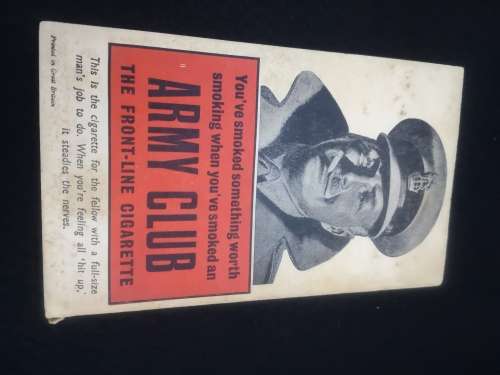 You've smoked something worth
smoking when you've smoked an
ARMY CLUB
THE FRONT-LINE CIGARETTE
This is the cigarette for the fellow with a full-size
man's job to do. When you're feeling all 'hit up,'
it steadies the nerves.
Printed in Great Britain